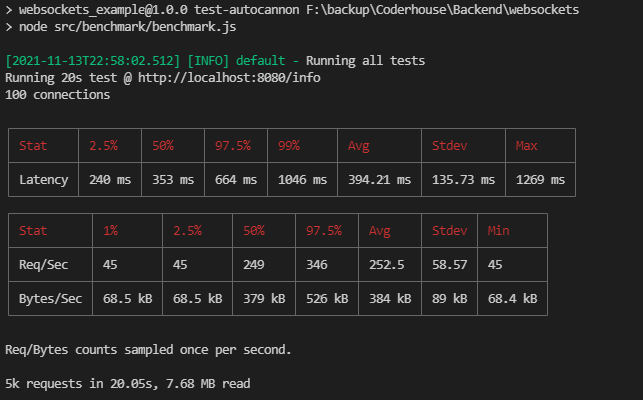 > websockets_example@1.0.0 test-autocannon F:\backup\Coderhouse\Backend\websockets
> node src/benchmark/benchmark.js
[2021-11-13T22:58:02.512] [INFO] default - Running all tests
Running 20s test @ http://localhost:8080/info
100 connections
Stat 2.5% 50% 97.5% 99% Avg Stdev Max
Latency 240 ms 353 ms 664 ms 1046 ms 394.21 ms 135.73 ms 1269 ms
Stat 1% 2.5% 50% 97.5% Avg Stdev Min
Req/Sec 45 45 249 346 252.5 58.57 45
Bytes/Sec 68.5 kB 68.5 kB 379 kB 526 kB 384 kB 89 kB 68.4 kB
Req/Bytes counts sampled once per second.
5k requests in 20.05s, 7.68 MB read